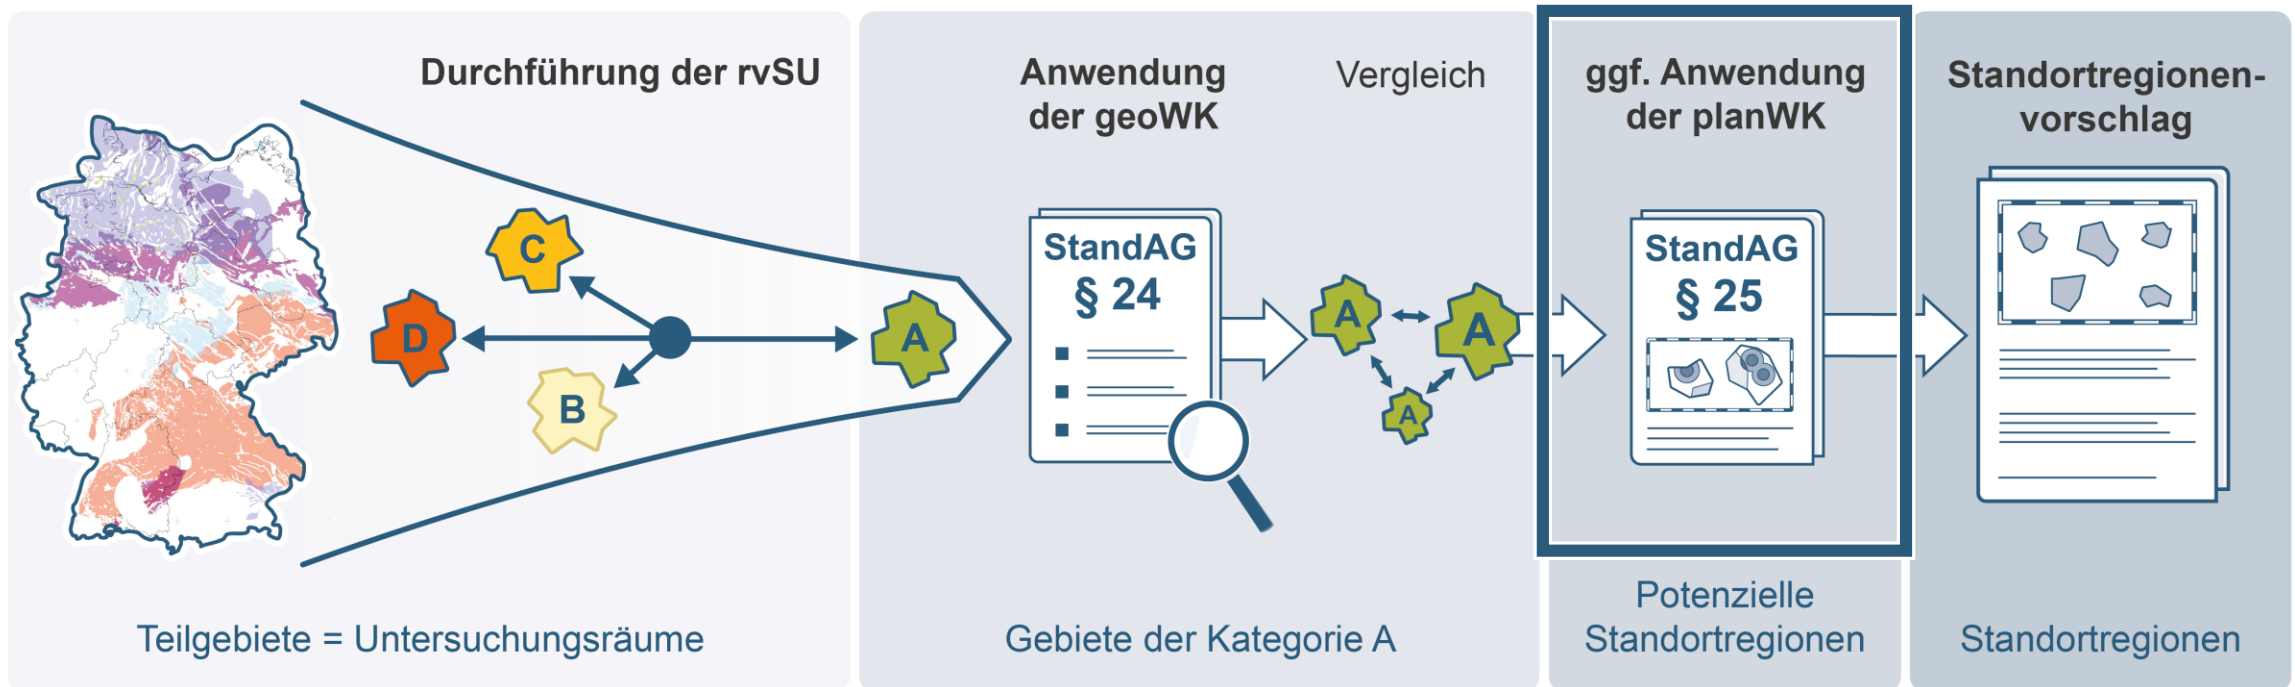 Durchführung der rvSU
D
C
B
A
Teilgebiete = Untersuchungsräume
Anwendung
der geoWK
Vergleich
StandAG
§ 24
A
A
A
Gebiete der Kategorie A
ggf. Anwendung
der planWK
StandAG
§ 25
Potenzielle
Standortregionen
Standortregionen-
vorschlag
Standortregionen